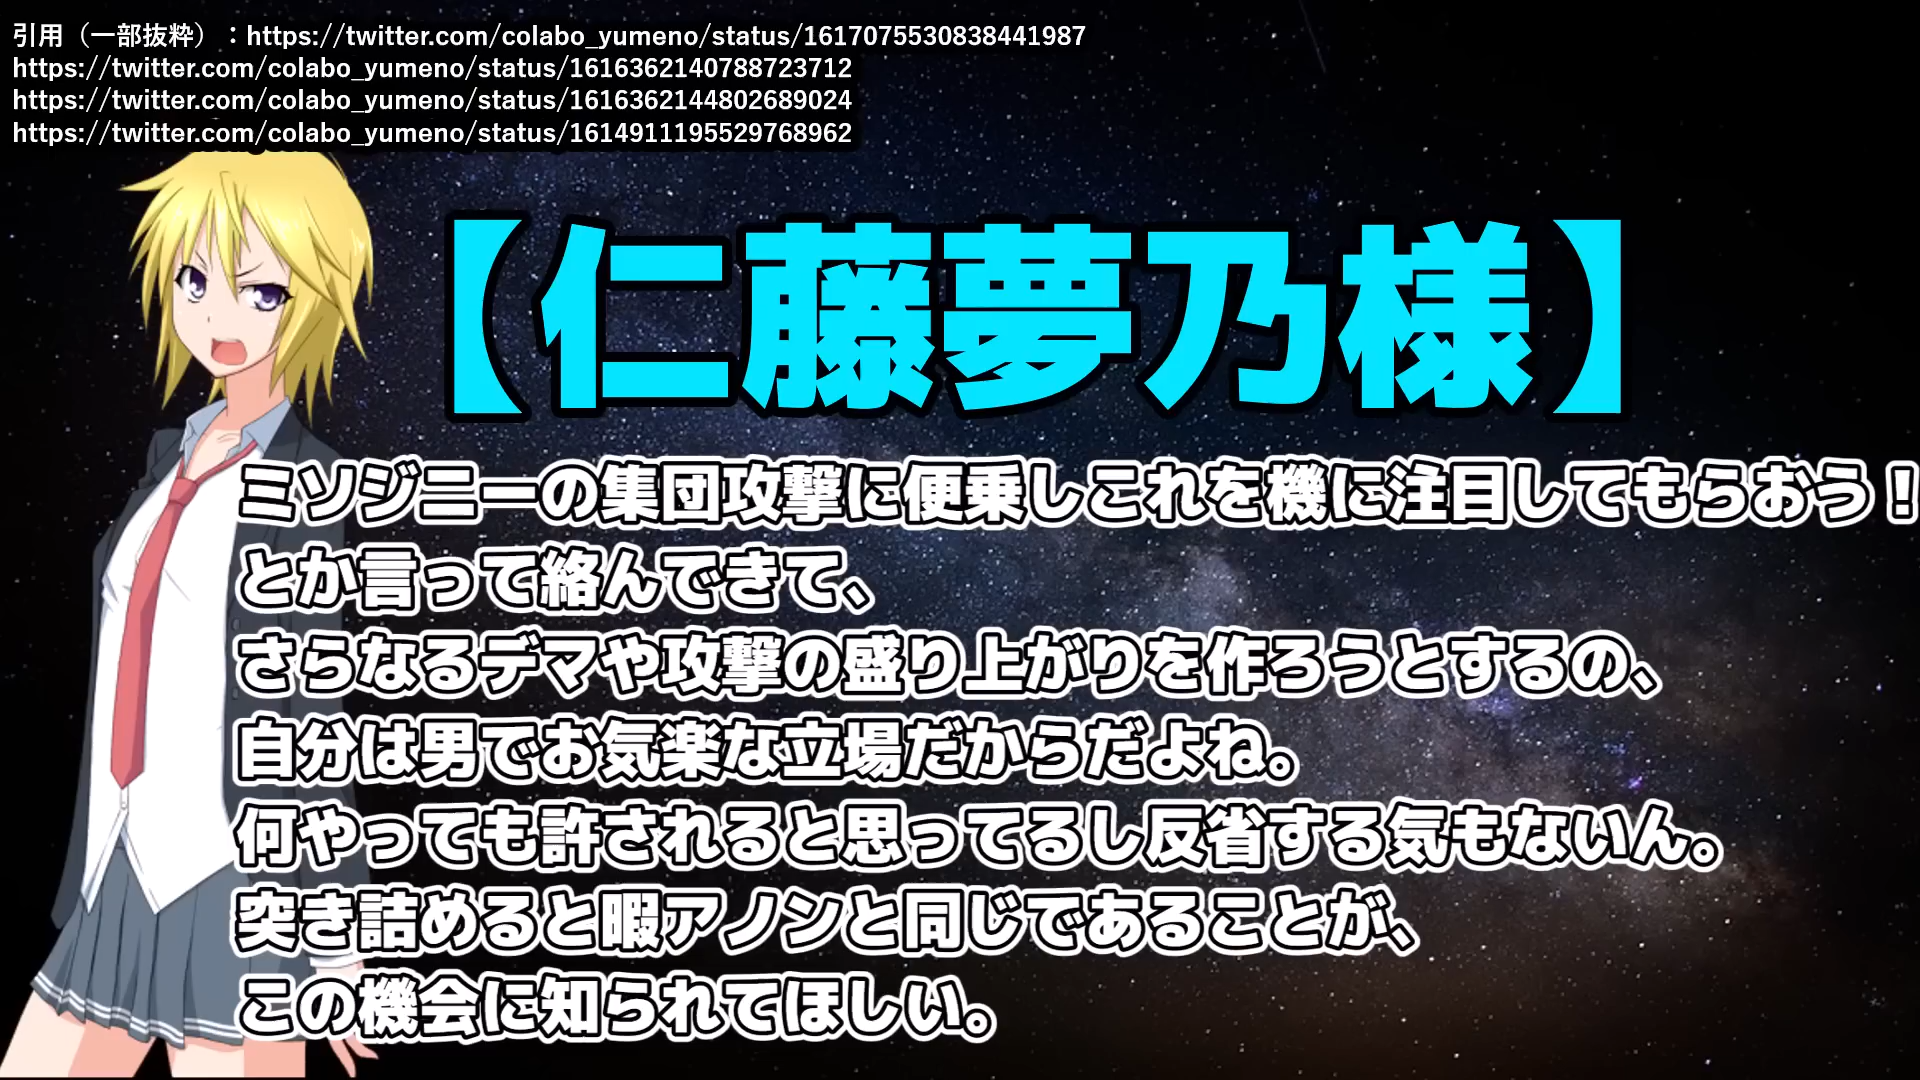 引用（一部抜粋）：https://twitter.com/colabo_yumeno/status/1617075530838441987
https://twitter.com/colabo_yumeno/status/1616362140788723712
https://twitter.com/colabo_yumeno/status/1616362144802689024
https://twitter.com/colabo_yumeno/status/1614911195529768962
【仁藤夢乃様】
ミソジニーの集団攻撃に便乗しこれを機に注目してもらおう！
とか言って絡んできて、
さらなるデマや攻撃の盛り上がりを作ろうとするの、
自分は男でお気楽な立場だからだよね。
何やっても許されると思ってるし反省する気もないん。
突き詰めると暇アノンと同じであることが、
この機会に知られてほしい。